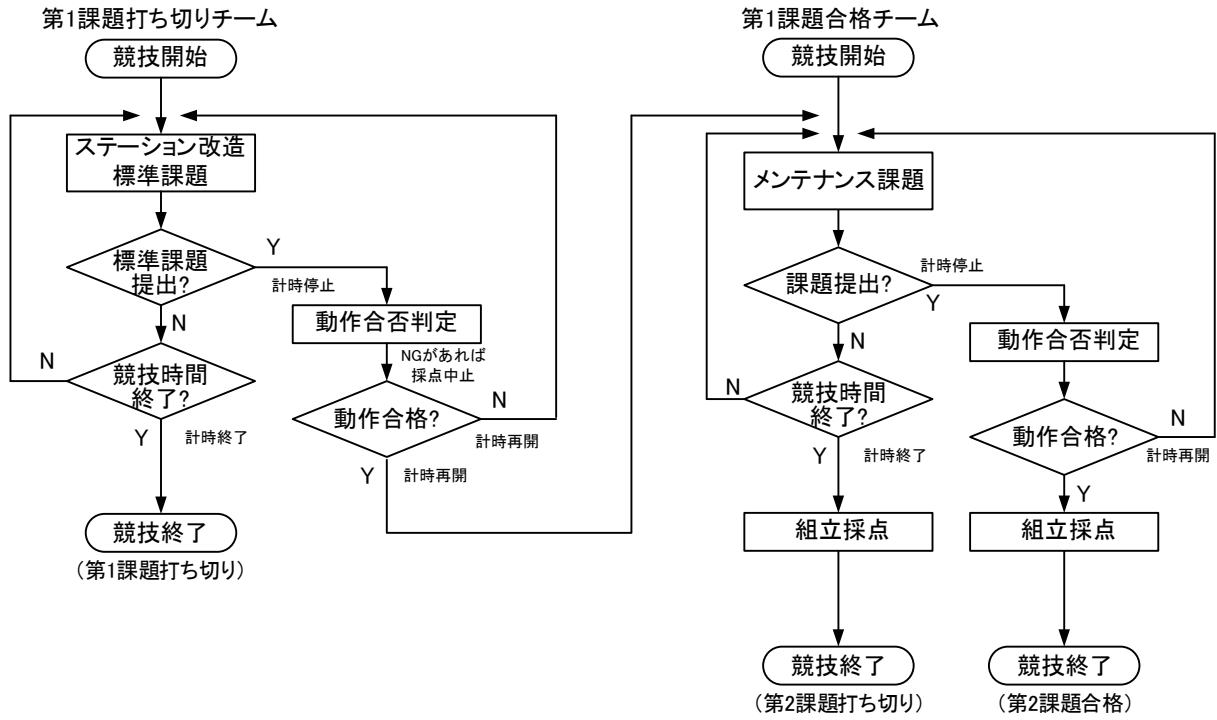 第1課題打ち切りチーム
競技開始
ステーション改造
標準課題
標準課題
提出?
Y
計時停止
N
動作合否判定
NGがあれば
採点中止
競技時間
終了?
N
Y
計時終了
動作合格?
N
計時再開
Y
計時再開
競技終了
(第1課題打ち切り)
第1課題合格チーム
競技開始
メンテナンス課題
課題提出?
計時停止
Y
N
動作合否判定
競技時間
終了?
N
Y
計時終了
動作合格?
N
計時再開
Y
組立採点
組立採点
競技終了
(第2課題打ち切り)
競技終了
(第2課題合格)